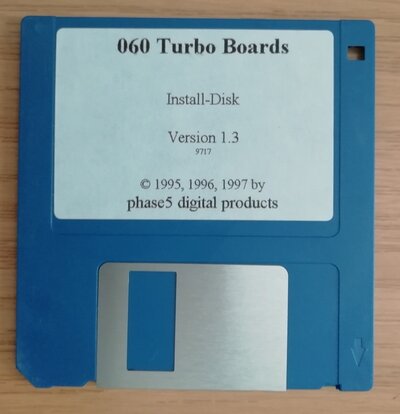 060 Turbo Boards
Install-Disk
Version 1.3
9717
© 1995, 1996, 1997 by
phase5 digital products